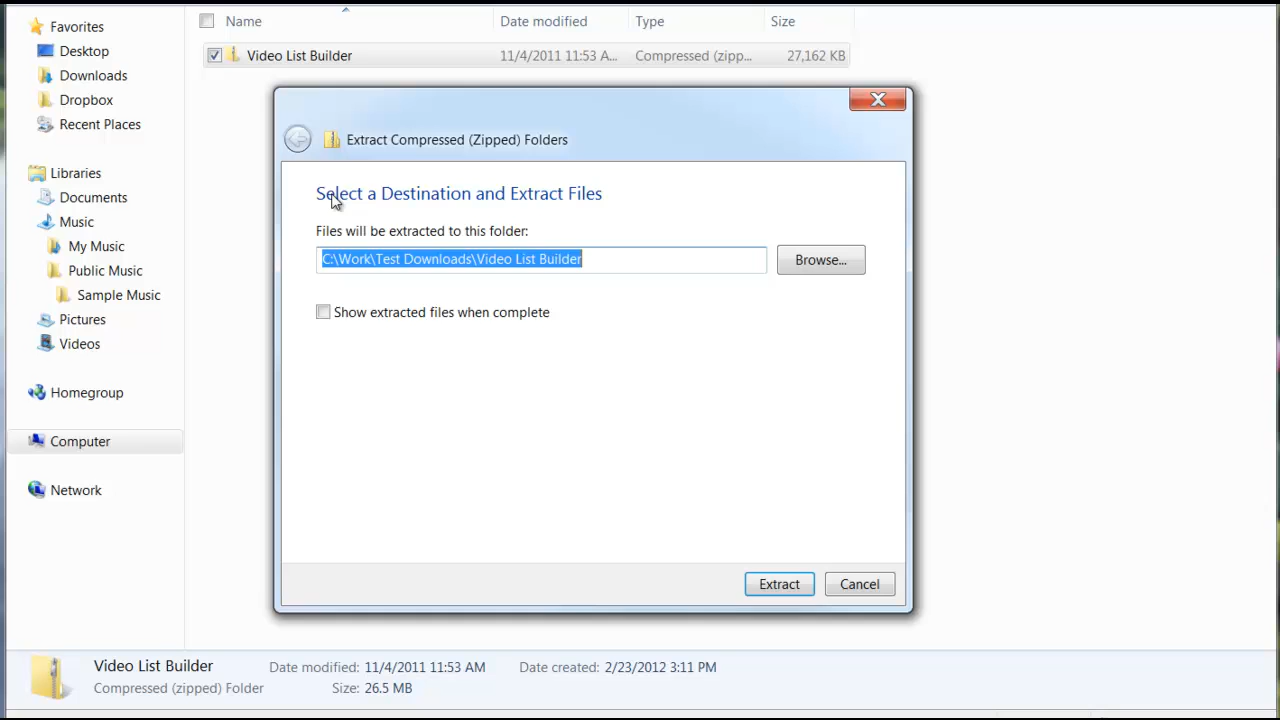 Favorites
Desktop
Downloads
Dropbox
Recent Places
Libraries
Documents
Music
My Music
Public Music
Sample Music
Pictures
Videos
Homegroup
Computer
Network
Name Date modified Type Size
Video List Builder 11/4/2011 11:53 A... Compressed (zipp... 27,162 KB
Extract Compressed (Zipped) Folders
Select a Destination and Extract Files
Files will be extracted to this folder:
C:\Work\Test Downloads\Video List Builder
Browse...
Show extracted files when complete
Extract Cancel
Video List Builder Date modified: 11/4/2011 11:53 AM Date created: 2/23/2012 3:11 PM
Compressed (zipped) Folder Size: 26.5 MB